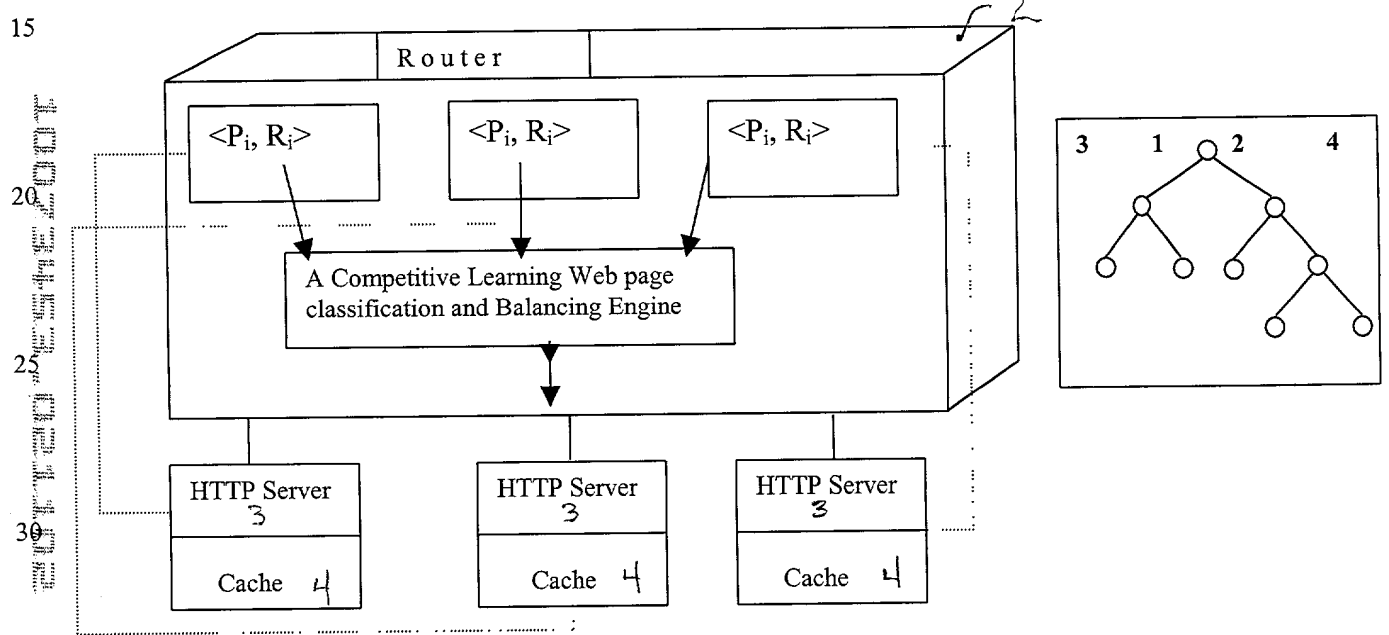 15
2
Router
<Pᵢ, Rᵢ> <Pᵢ, Rᵢ> <Pᵢ, Rᵢ>
3 1 2 4
20
A Competitive Learning Web page
classification and Balancing Engine
25
HTTP Server HTTP Server HTTP Server
3 3 3
30
Cache 4 Cache 4 Cache 4